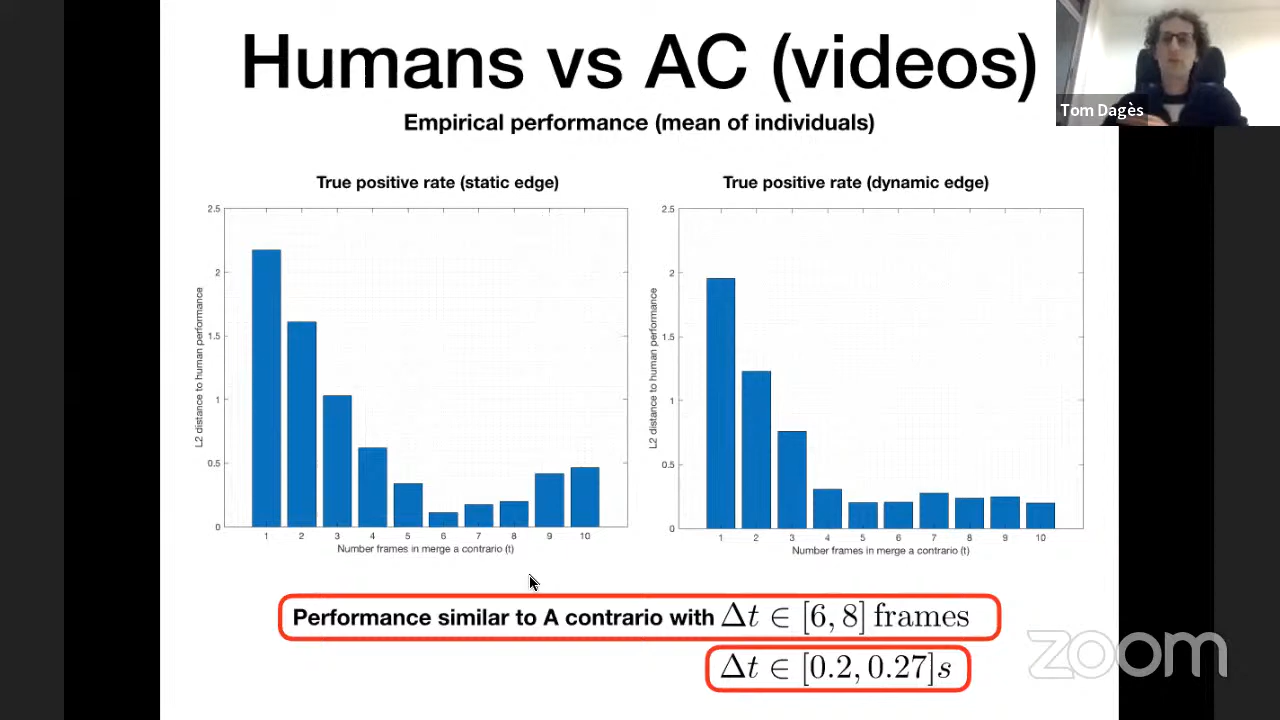 Humans vs AC (videos)
Tom Dagès
Empirical performance (mean of individuals)
True positive rate (static edge)
2.5
2
1.5
1
0.5
0
L2 distance to human performance
1 2 3 4 5 6 7 8 9 10
Number frames in merge a contrario (t)
True positive rate (dynamic edge)
2.5
2
1.5
1
0.5
0
L2 distance to human performance
1 2 3 4 5 6 7 8 9 10
Number frames in merge a contrario (t)
Performance similar to A contrario with Δt ∈ [6, 8] frames
Δt ∈ [0.2, 0.27]s
zoom